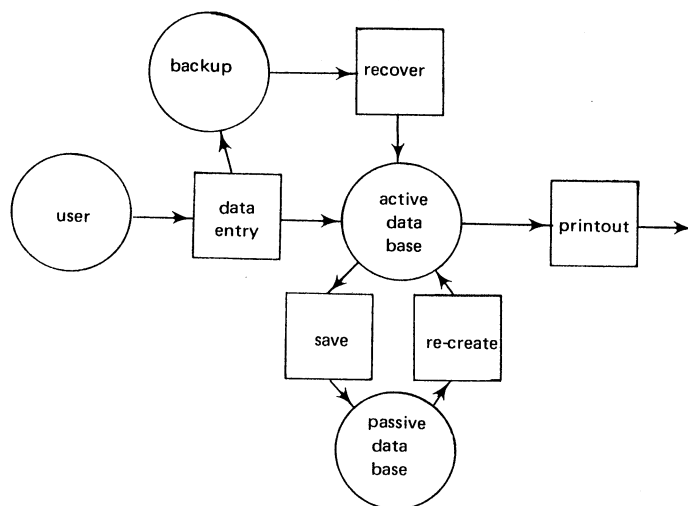 backup
recover
user
data
entry
active
data
base
printout
save
re-create
passive
data
base